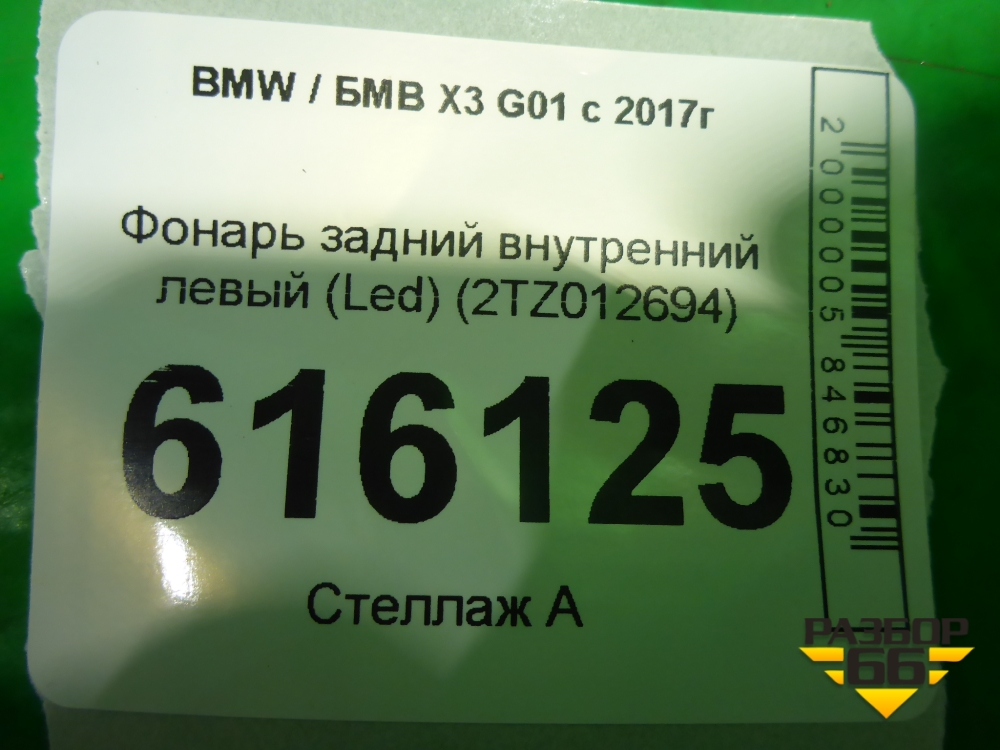 BMW / БМВ X3 G01 с 2017г
Фонарь задний внутренний
левый (Led) (2TZ012694)
616125
Стеллаж А
2000005846830
РАЗБОР
66